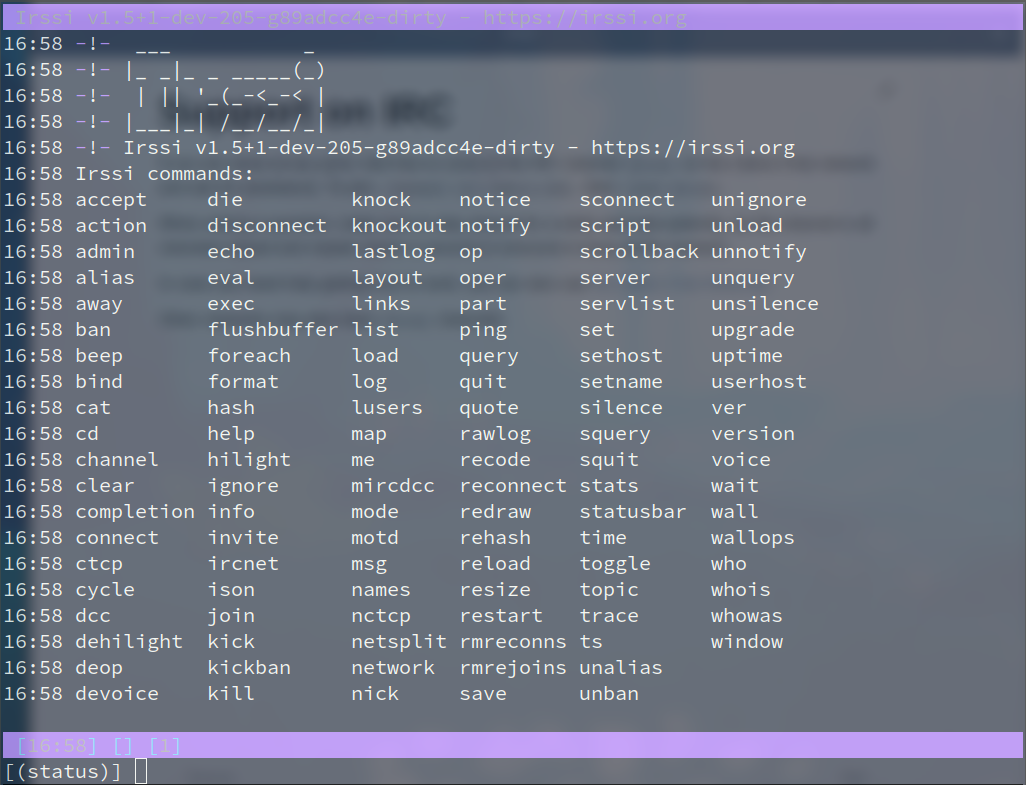 Irssi v1.5+1-dev-205-g89adcc4e-dirty - https://irssi.org
16:58 -!-  ___           _
16:58 -!- |_ _|_ _ _____(_)
16:58 -!-  | || '_(_-<_-< |
16:58 -!- |___|_| /__/__/_|
16:58 -!- Irssi v1.5+1-dev-205-g89adcc4e-dirty - https://irssi.org
16:58 Irssi commands:
16:58 accept     die         knock    notice    sconnect   unignore
16:58 action     disconnect  knockout notify    script     unload
16:58 admin      echo        lastlog  op        scrollback unnotify
16:58 alias      eval        layout   oper      server     unquery
16:58 away       exec        links    part      servlist   unsilence
16:58 ban        flushbuffer list     ping      set        upgrade
16:58 beep       foreach     load     query     sethost    uptime
16:58 bind       format      log      quit      setname    userhost
16:58 cat        hash        lusers   quote     silence    ver
16:58 cd         help        map      rawlog    squery     version
16:58 channel    hilight     me       recode    squit      voice
16:58 clear      ignore      mircdcc  reconnect stats      wait
16:58 completion info        mode     redraw    statusbar  wall
16:58 connect    invite      motd     rehash    time       wallops
16:58 ctcp       ircnet      msg      reload    toggle     who
16:58 cycle      ison        names    resize    topic      whois
16:58 dcc        join        nctcp    restart   trace      whowas
16:58 dehilight  kick        netsplit rmreconns ts         window
16:58 deop       kickban     network  rmrejoins unalias
16:58 devoice    kill        nick     save      unban
[16:58] [] [1]
[(status)]